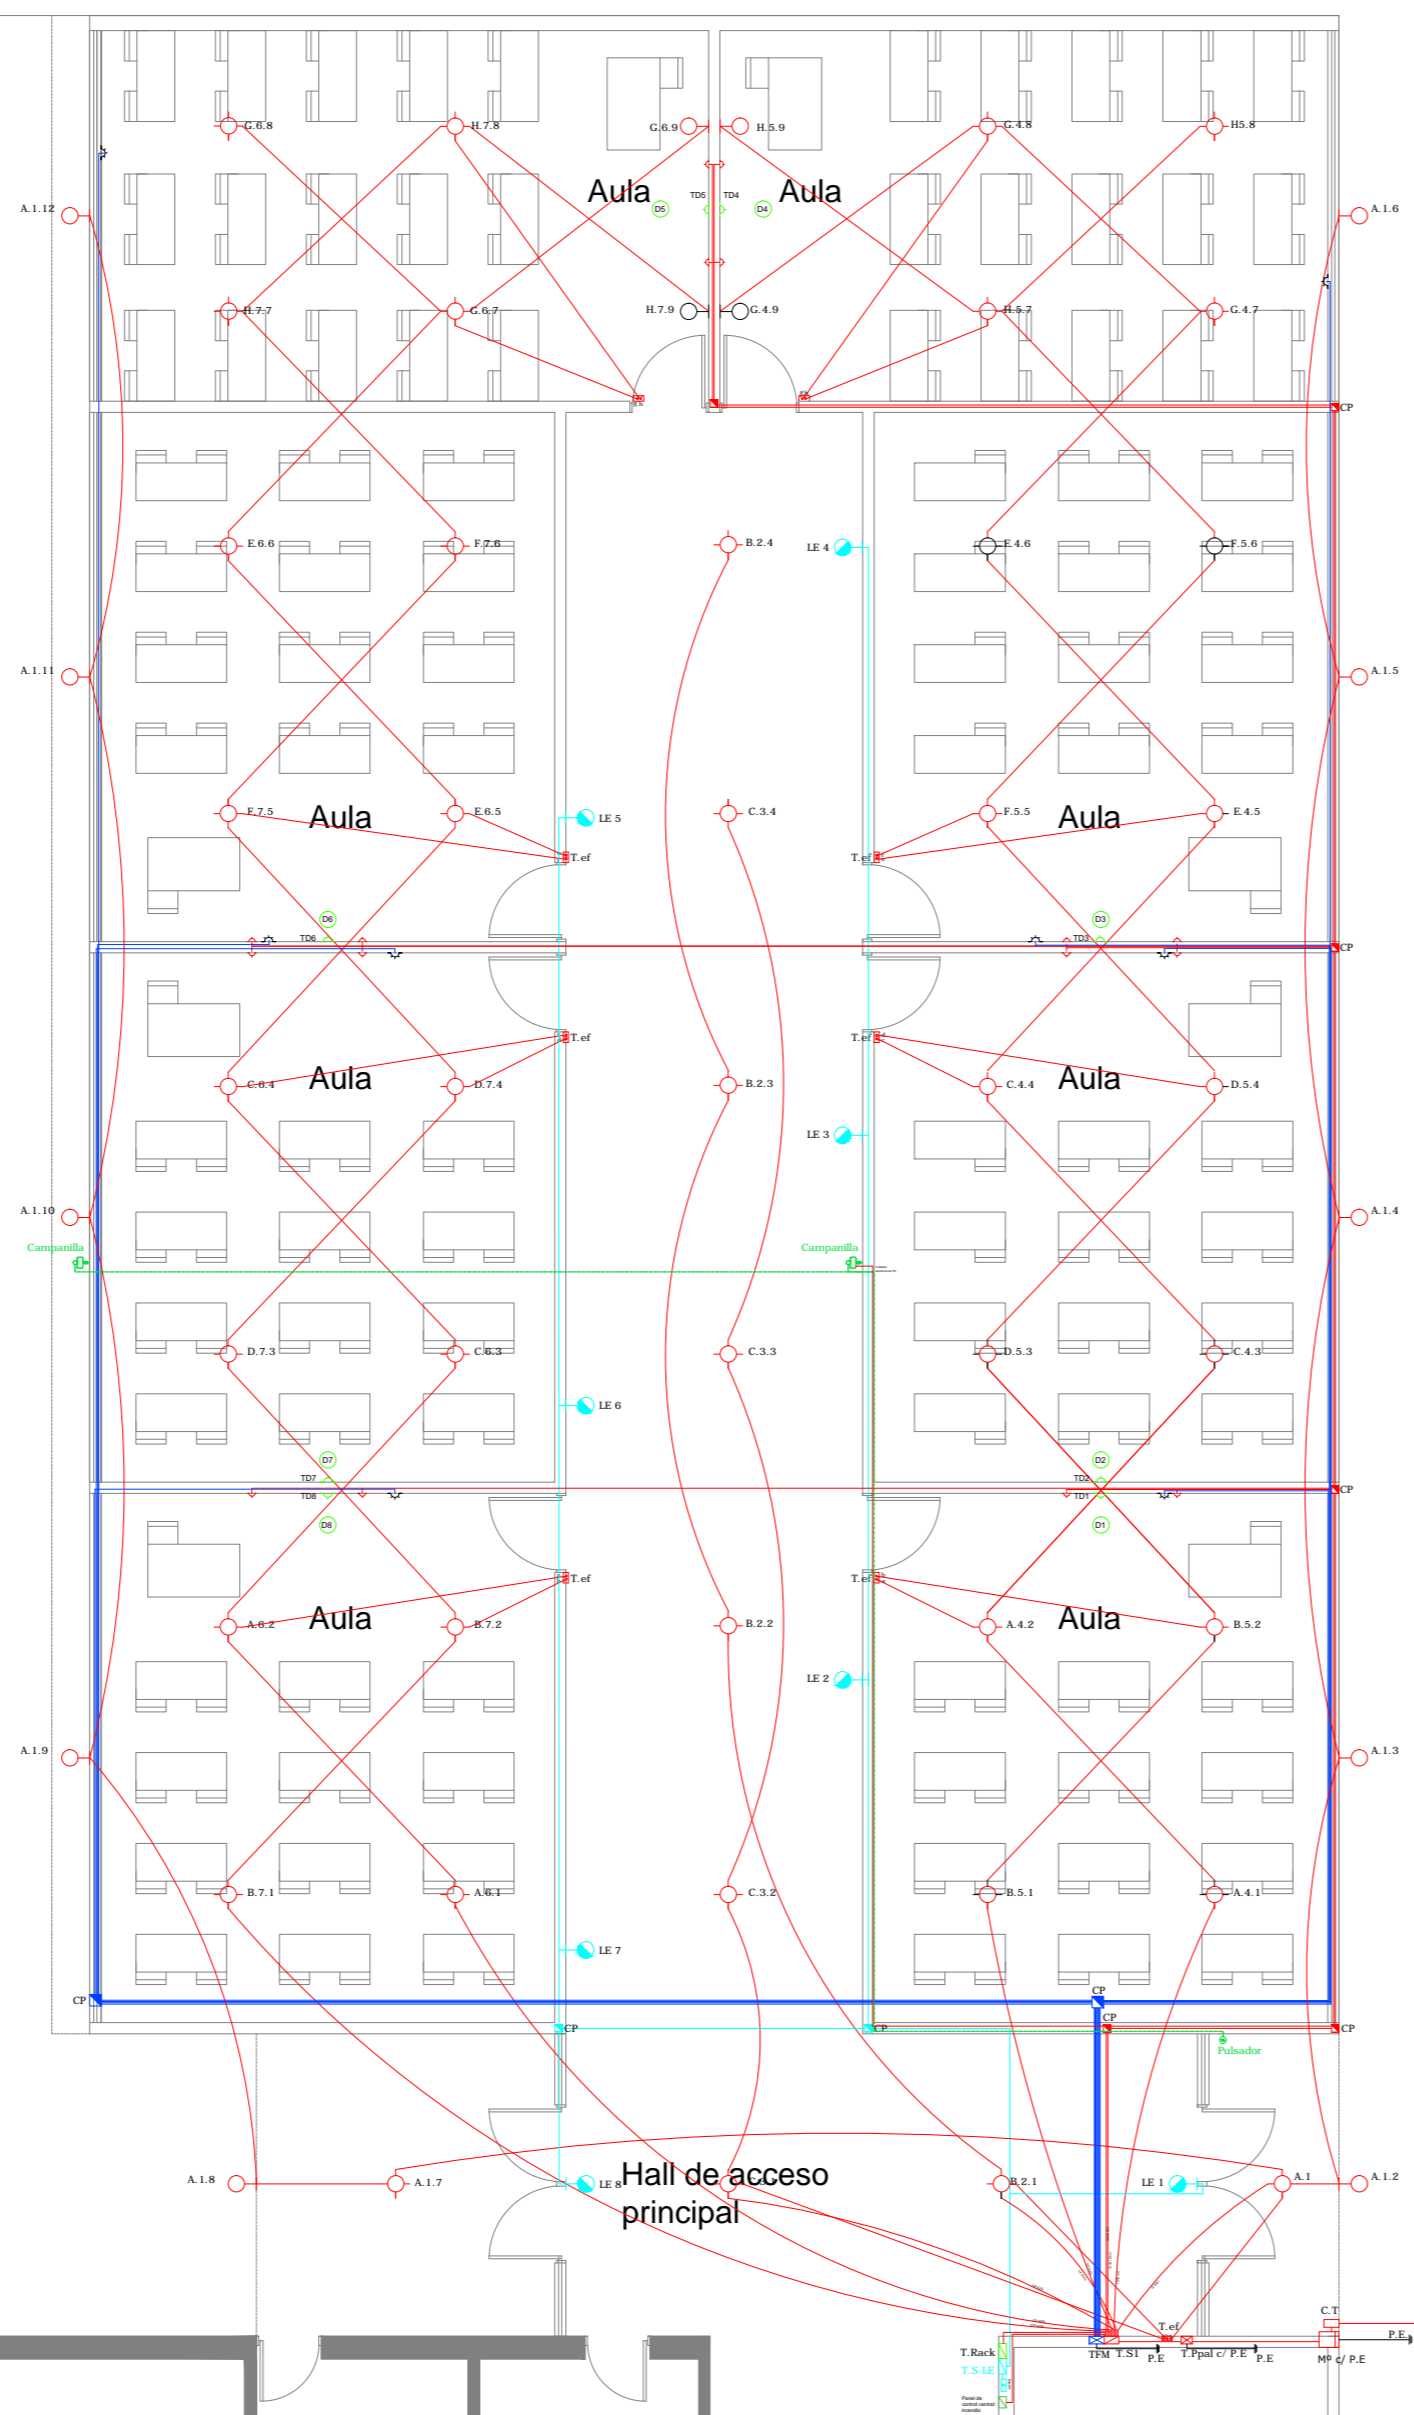 G.6.8
H.7.8
G.6.9
H.5.9
G.4.8
H5.8
Aula
TD5
TD4
Aula
D5
D4
A.1.12
A.1.6
H.7.7
G.6.7
H.7.9
G.4.9
H.5.7
G.4.7
CP
E.6.6
F.7.6
B.2.4
LE 4
E.4.6
F.5.6
A.1.11
A.1.5
F.7.5
Aula
E.6.5
LE 5
C.3.4
F.5.5
Aula
E.4.5
T.ef
T.ef
D6
D3
TD6
TD3
CP
T.ef
T.ef
C.6.4
Aula
D.7.4
B.2.3
C.4.4
Aula
D.5.4
LE 3
A.1.10
A.1.4
Campanilla
Campanilla
D.7.3
C.6.3
C.3.3
D.5.3
C.4.3
LE 6
D7
D2
TD7
TD2
TD8
TD1
CP
D8
D1
T.ef
T.ef
A.6.2
Aula
B.7.2
B.2.2
A.4.2
Aula
B.5.2
LE 2
A.1.9
A.1.3
B.7.1
A.6.1
C.3.2
B.5.1
A.4.1
LE 7
CP
CP
CP
CP
CP
CP
Pulsador
A.1.8
A.1.7
LE 8
Hall de acceso
principal
B.2.1
LE 1
A.1
A.1.2
C.T
T.ef
P.E
T.Rack
TFM
T.S1
P.E
T.Ppal c/ P.E
P.E
Mº c/ P.E
T.S LE
Panel de
control central
incendio